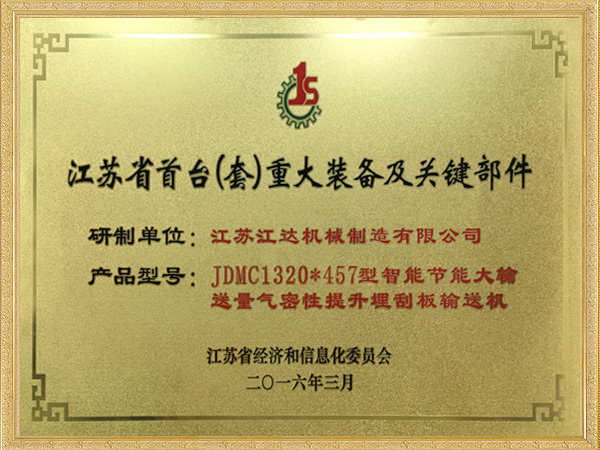 1S
江苏省首台(套)重大装备及关键部件
研制单位：江苏江达机械制造有限公司
产品型号：JDMC1320*457型智能节能大输
送量气密性提升埋刮板输送机
江苏省经济和信息化委员会
二〇一六年三月